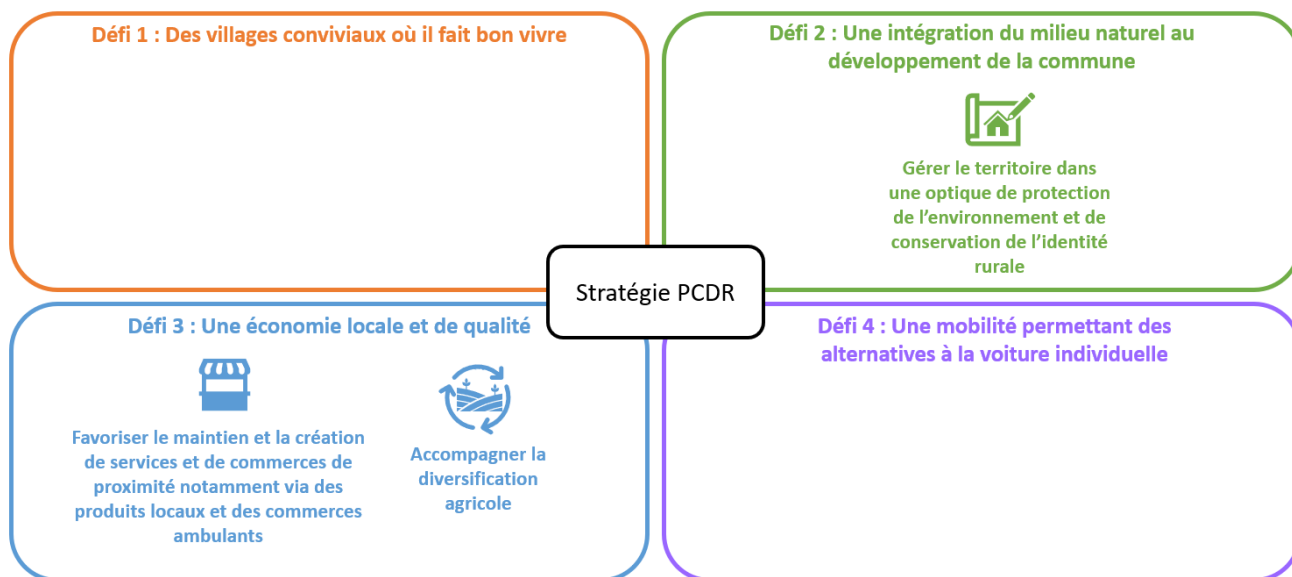 Défi 1 : Des villages conviviaux où il fait bon vivre
Défi 2 : Une intégration du milieu naturel au
développement de la commune
Gérer le territoire dans
une optique de protection
de l’environnement et de
conservation de l’identité
rurale
Stratégie PCDR
Défi 3 : Une économie locale et de qualité
Favoriser le maintien et la création
de services et de commerces de
proximité notamment via des
produits locaux et des commerces
ambulants
Accompagner la
diversification
agricole
Défi 4 : Une mobilité permettant des
alternatives à la voiture individuelle